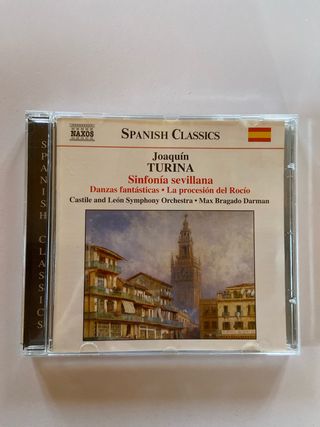 NAXOS
SPANISH CLASSICS
Joaquín
TURINA
Sinfonía sevillana
Danzas fantásticas • La procesión del Rocío
Castile and León Symphony Orchestra • Max Bragado Darman
SPANISH CLASSICS